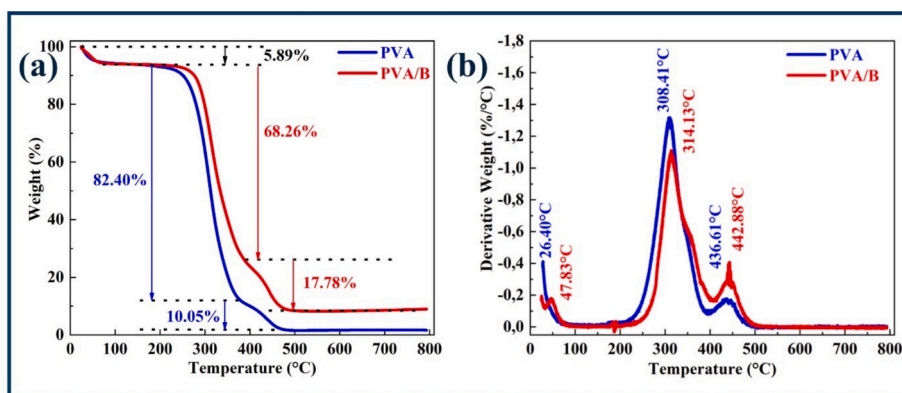 (a)
PVA
PVA/B
5.89%
68.26%
82.40%
17.78%
10.05%
Weight (%)
100
80
60
40
20
0
0 100 200 300 400 500 600 700 800
Temperature (°C)
(b)
PVA
PVA/B
308.41°C
314.13°C
26.40°C
47.83°C
436.61°C
442.88°C
Derivative Weight (%/°C)
-1,8
-1,6
-1,4
-1,2
-1,0
-0,8
-0,6
-0,4
-0,2
0,0
0 100 200 300 400 500 600 700 800
Temperature (°C)